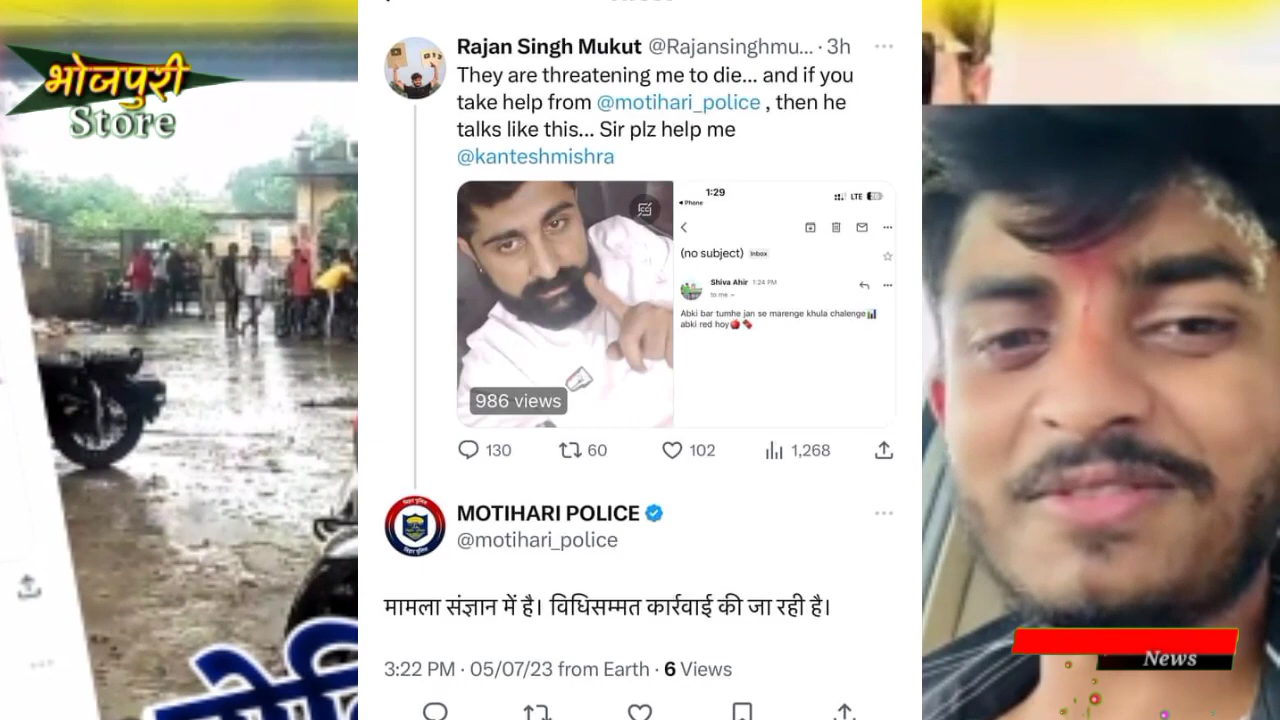 भोजपुरी
Store
Rajan Singh Mukut @Rajansinghmu... · 3h
They are threatening me to die... and if you
take help from @motihari_police , then he
talks like this... Sir plz help me
@kanteshmishra
986 views
1:29
LTE
Phone
(no subject) Inbox
Shiva Ahir 1:24 PM
to me
Abki bar tumhe jan se marenge khula chalenge
abki red hoy
130 60 102 1,268
MOTIHARI POLICE
@motihari_police
मामला संज्ञान में है। विधिसम्मत कार्रवाई की जा रही है।
3:22 PM · 05/07/23 from Earth · 6 Views
News